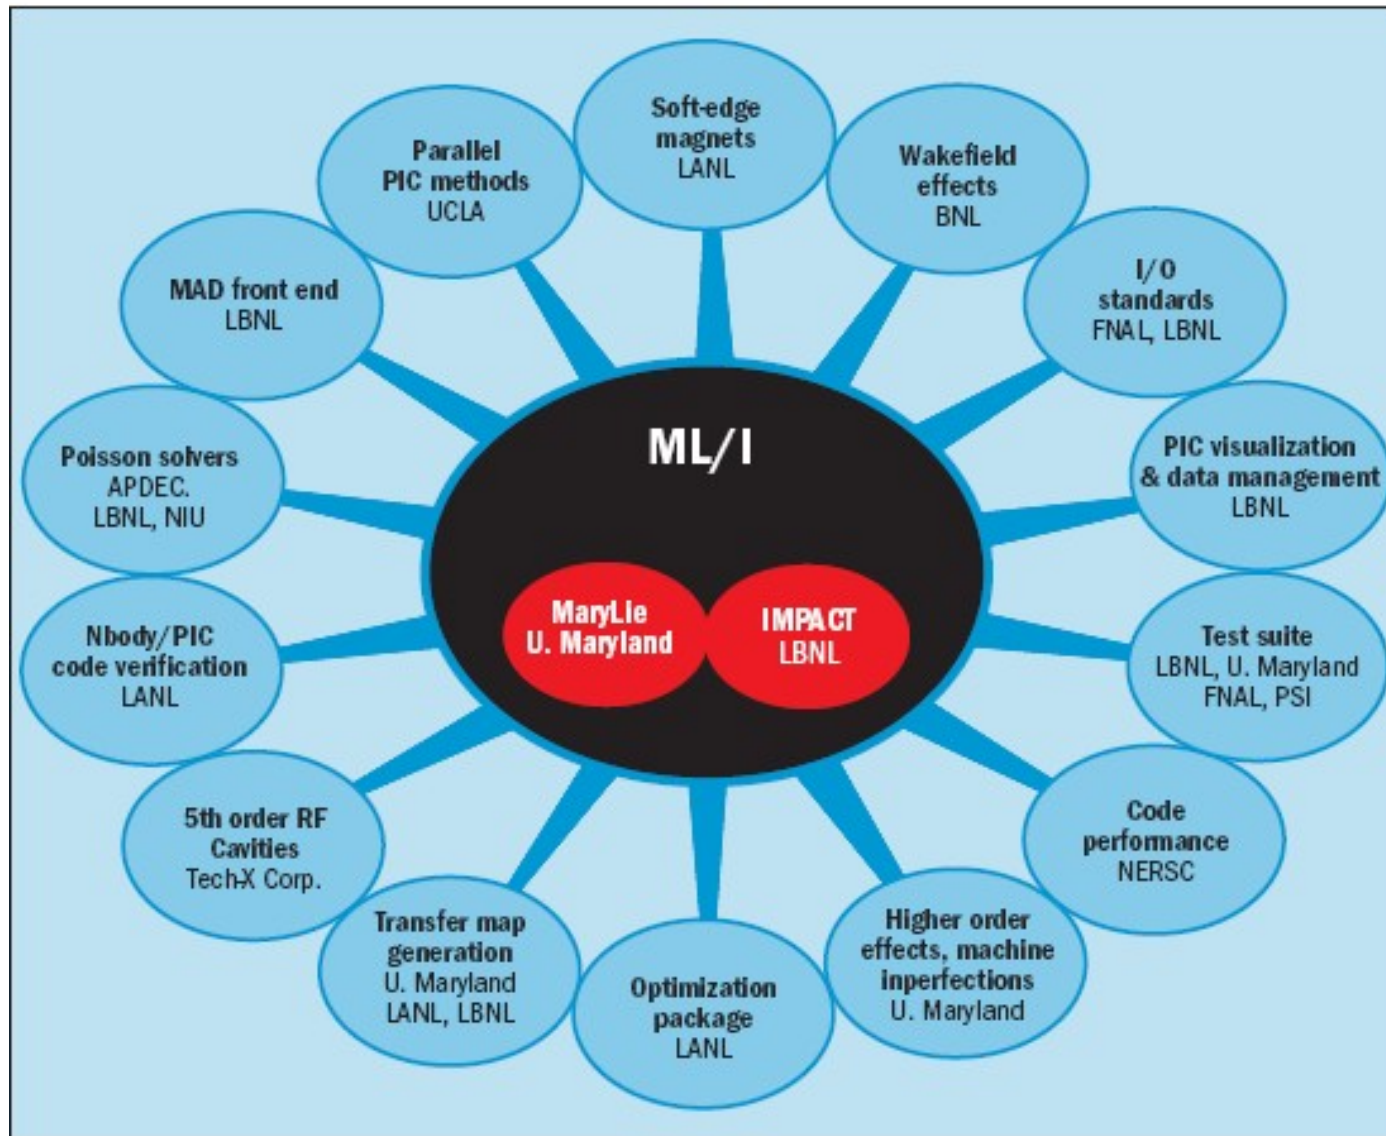 Soft-edge
magnets
LANL
Wakefield
effects
BNL
I/O
standards
FNAL, LBNL
PIC visualization
& data management
LBNL
Test suite
LBNL, U. Maryland
FNAL, PSI
Code
performance
NERSC
Higher order
effects, machine
inperfections
U. Maryland
Optimization
package
LANL
Transfer map
generation
U. Maryland
LANL, LBNL
5th order RF
Cavities
Tech-X Corp.
Nbody/PIC
code verification
LANL
Poisson solvers
APDEC.
LBNL, NIU
MAD front end
LBNL
Parallel
PIC methods
UCLA
ML/I
MaryLie
U. Maryland
IMPACT
LBNL